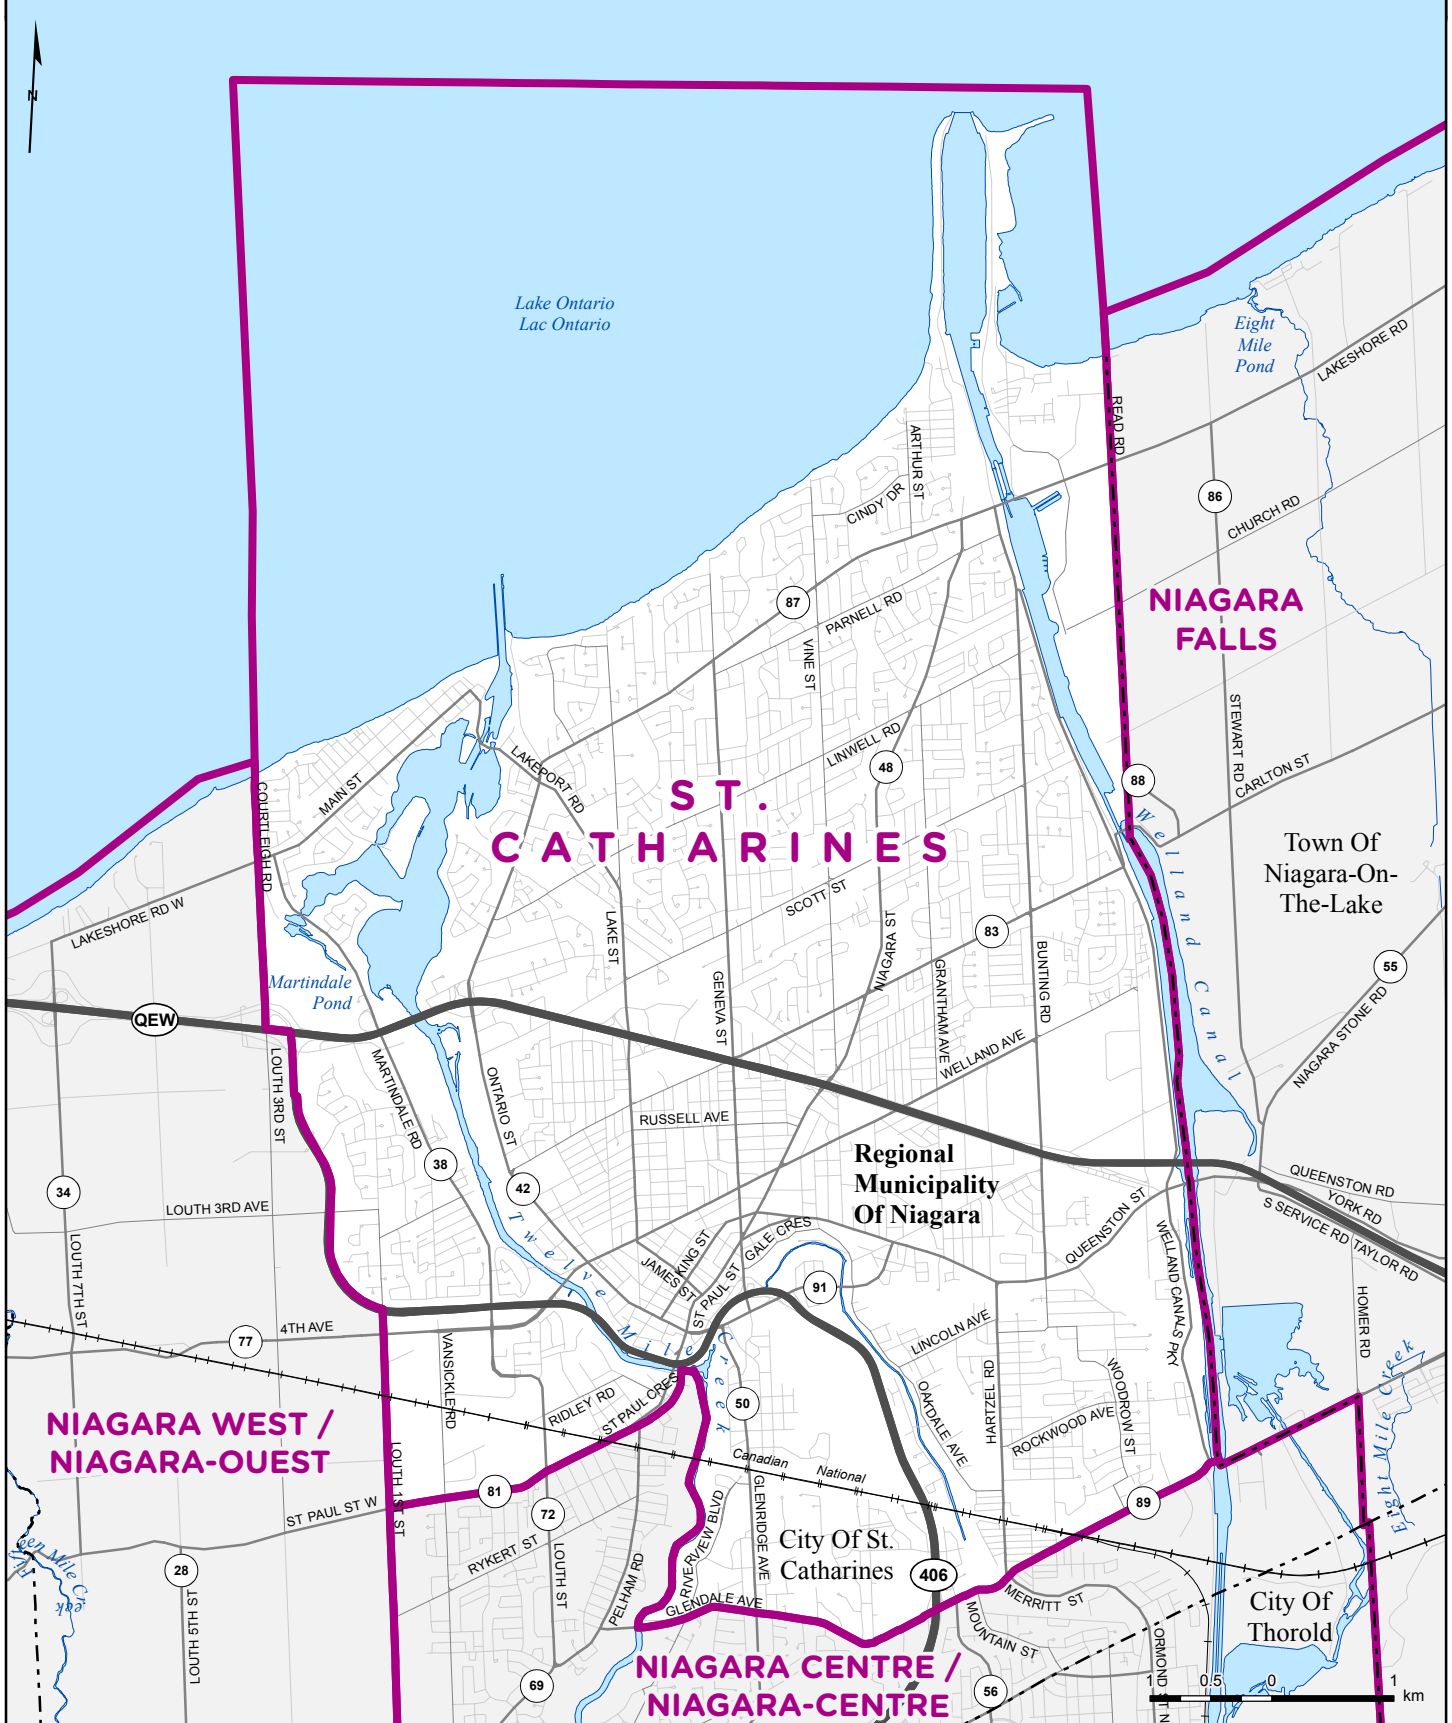 N
Lake Ontario
Lac Ontario
Eight
Mile
Pond
LAKESHORE RD
READ RD
ARTHUR ST
CINDY DR
86
CHURCH RD
87
PARNELL RD
NIAGARA
FALLS
VINE ST
LINWELL RD
48
STEWART RD
CARLTON ST
88
MAIN ST
LAKEPORT RD
COURTLEIGH RD
ST.
CATHARINES
Welland Canal
Town Of
Niagara-On-
The-Lake
LAKESHORE RD W
SCOTT ST
LAKE ST
NIAGARA ST
83
BUNTING RD
GRANTHAM AVE
GENEVA ST
55
NIAGARA STONE RD
Martindale
Pond
QEW
WELLAND AVE
LOUTH 3RD ST
MARTINDALE RD
ONTARIO ST
RUSSELL AVE
38
42
34
Regional
Municipality
Of Niagara
QUEENSTON RD
YORK RD
S SERVICE RD
TAYLOR RD
LOUTH 3RD AVE
LOUTH 7TH ST
Twelve Mile Creek
KING ST
JAMES ST
ST PAUL ST
GALE CRES
QUEENSTON ST
WELLAND CANALS PKY
91
HOMER RD
77
4TH AVE
VANSICKLE RD
LINCOLN AVE
OAKDALE AVE
HARTZEL RD
WOODROW ST
ROCKWOOD AVE
Eight Mile Creek
RIDLEY RD
ST PAUL CRES
50
NIAGARA WEST /
NIAGARA-OUEST
Canadian National
LOUTH 1ST ST
81
ST PAUL ST W
72
89
RYKERT ST
LOUTH ST
PELHAM RD
RIVERVIEW BLVD
GLENRIDGE AVE
City Of St.
Catharines
406
28
LOUTH 5TH ST
GLENDALE AVE
MERRITT ST
MOUNTAIN ST
City Of
Thorold
ORMOND ST N
NIAGARA CENTRE /
NIAGARA-CENTRE
69
56
1 0.5 0 1
km